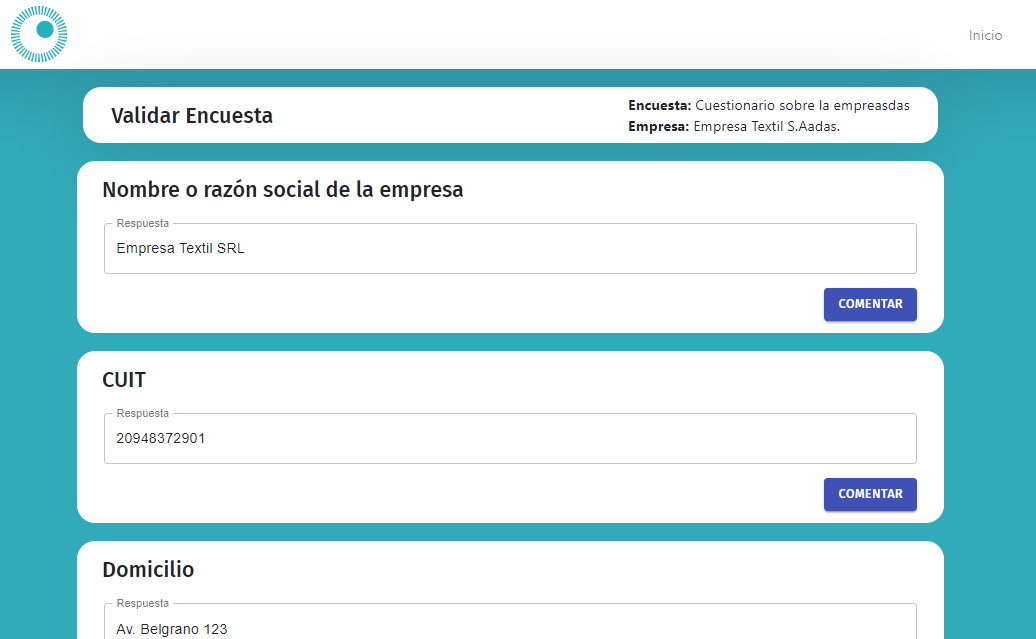 Inicio
Validar Encuesta
Encuesta: Cuestionario sobre la empreasdas
Empresa: Empresa Textil S.Aadas.
Nombre o razón social de la empresa
Respuesta
Empresa Textil SRL
COMENTAR
CUIT
Respuesta
20948372901
COMENTAR
Domicilio
Respuesta
Av. Belgrano 123